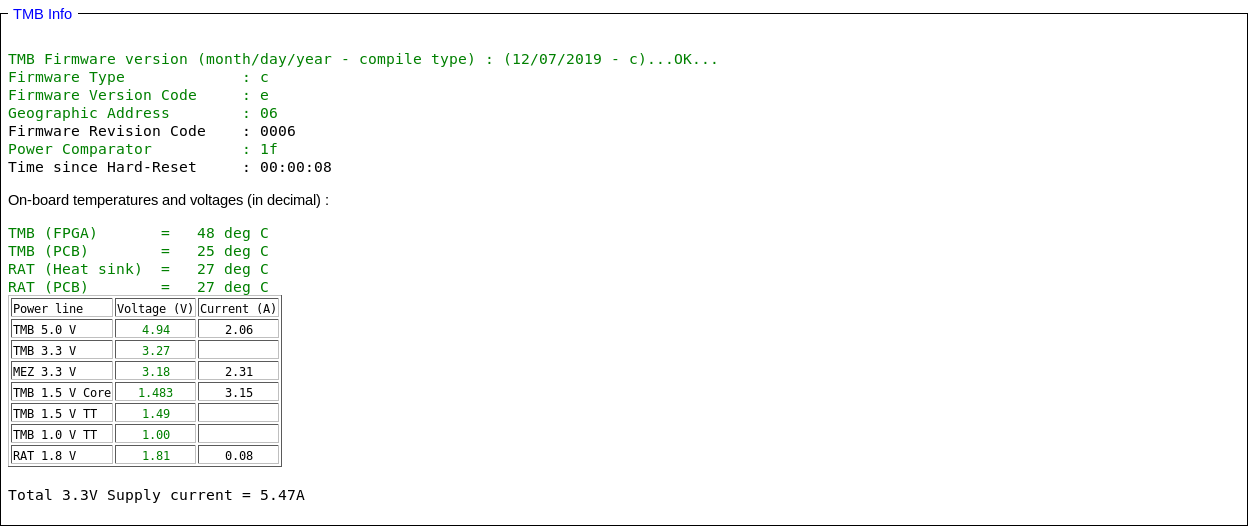 TMB Info
TMB Firmware version (month/day/year - compile type) : (12/07/2019 - c)...OK...
Firmware Type             : c
Firmware Version Code     : e
Geographic Address        : 06
Firmware Revision Code    : 0006
Power Comparator          : 1f
Time since Hard-Reset     : 00:00:08
On-board temperatures and voltages (in decimal) :
TMB (FPGA)       =   48 deg C
TMB (PCB)        =   25 deg C
RAT (Heat sink)  =   27 deg C
RAT (PCB)        =   27 deg C
Power line Voltage (V) Current (A)
TMB 5.0 V 4.94 2.06
TMB 3.3 V 3.27
MEZ 3.3 V 3.18 2.31
TMB 1.5 V Core 1.483 3.15
TMB 1.5 V TT 1.49
TMB 1.0 V TT 1.00
RAT 1.8 V 1.81 0.08
Total 3.3V Supply current = 5.47A